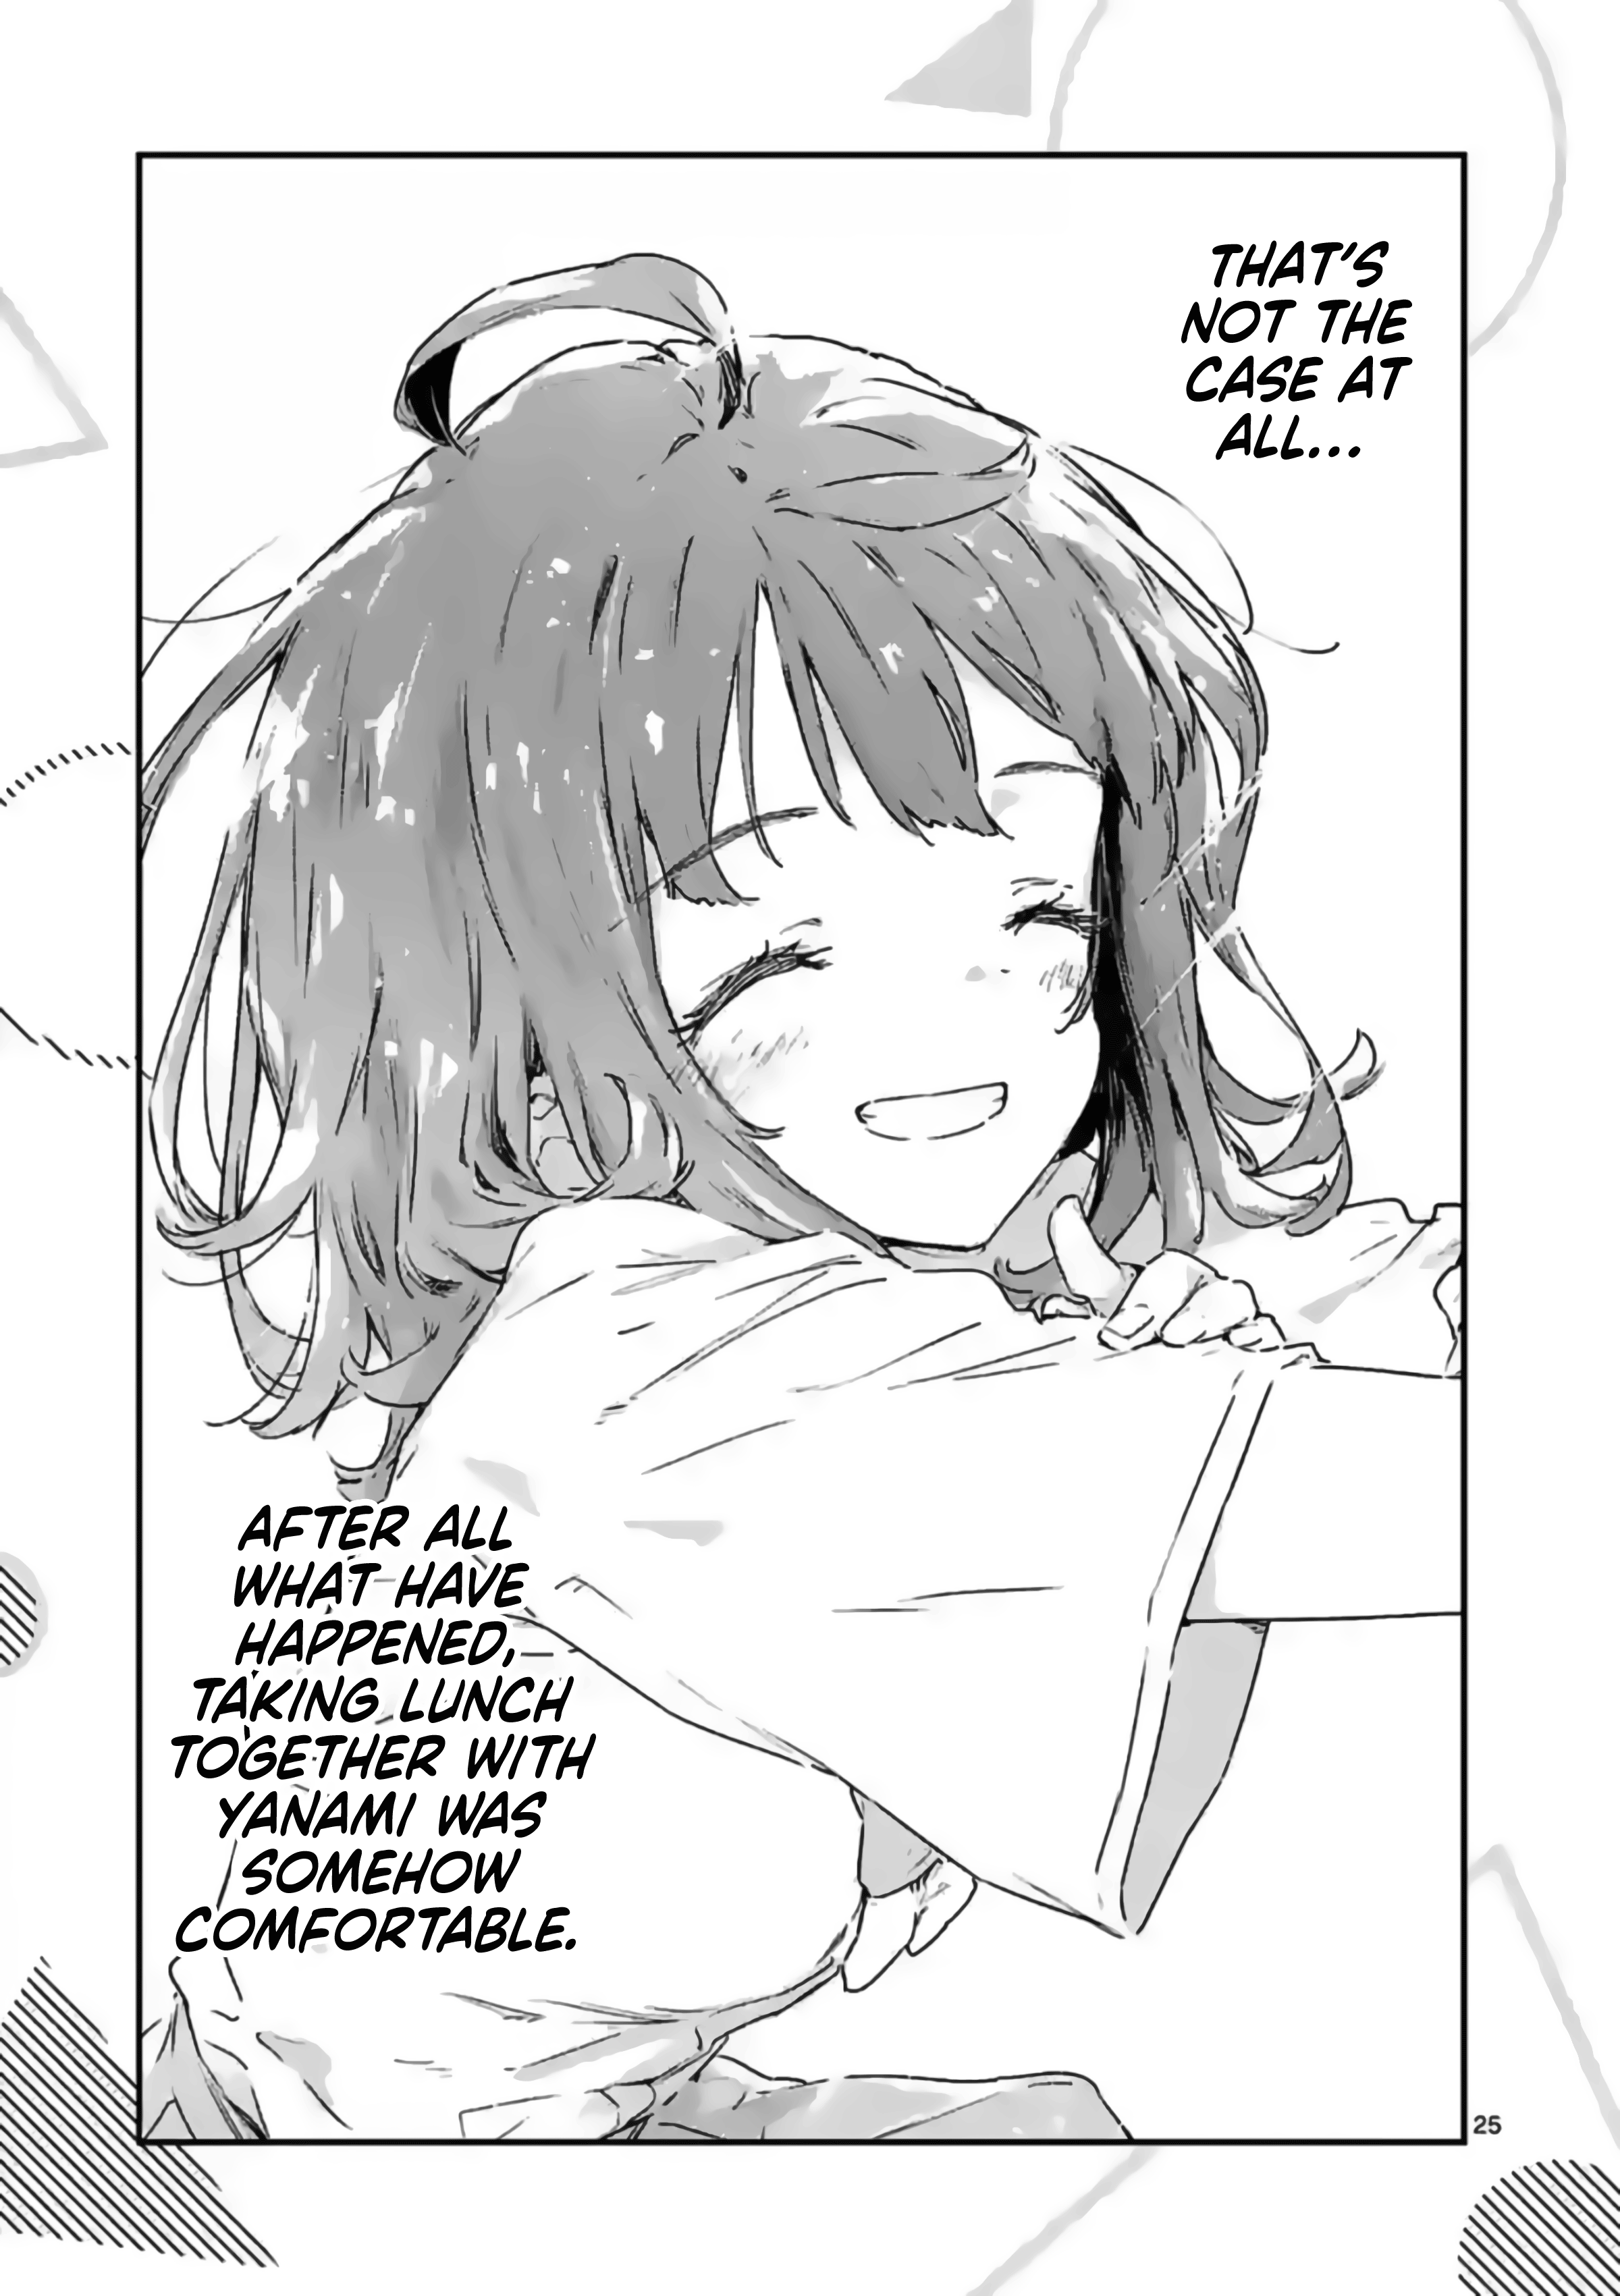 THAT'S
NOT THE
CASE AT
ALL...
AFTER ALL
WHAT HAVE
HAPPENED,
TAKING LUNCH
TOGETHER WITH
YANAMI WAS
SOMEHOW
COMFORTABLE.
25